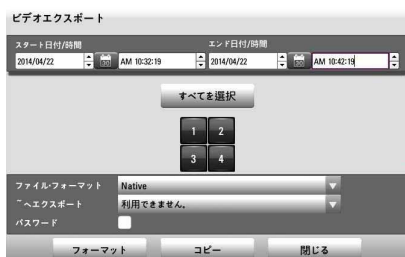 ビデオエクスポート
スタート日付/時間 エンド日付/時間
2014/04/22 AM 10:32:19 2014/04/22 AM 10:42:19
すべてを選択
1 2
3 4
ファイル・フォーマット Native
~へエクスポート 利用できません。
パスワード
フォーマット コピー 閉じる